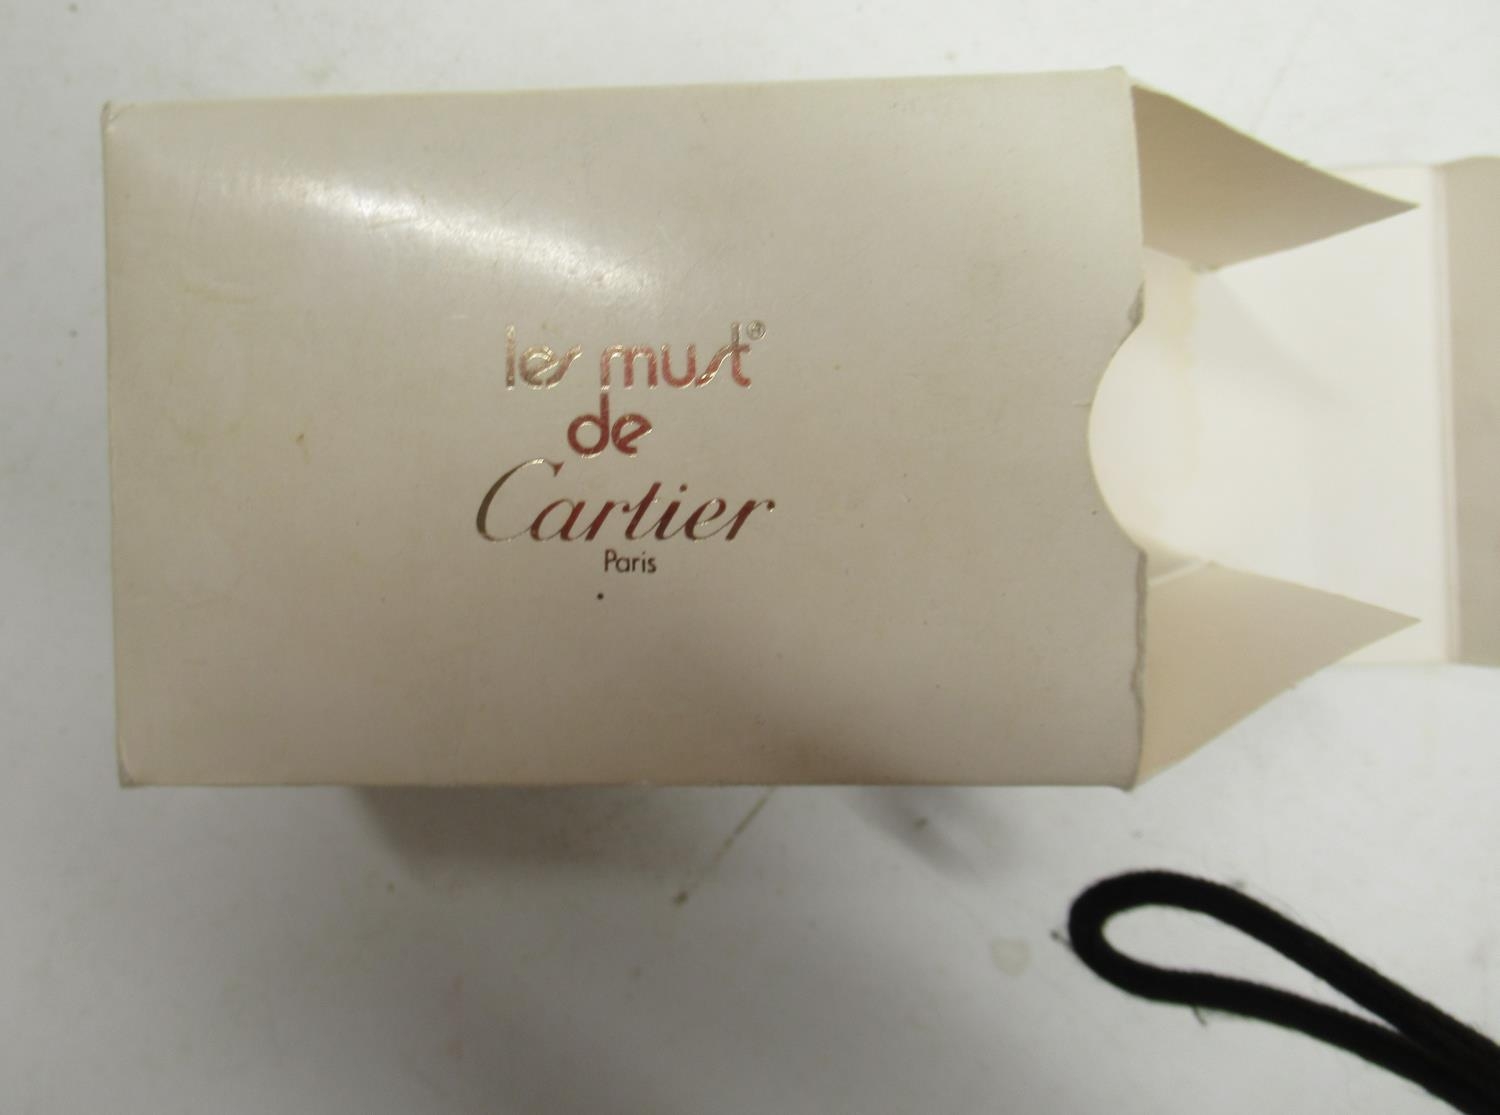 les must®
de
Cartier
Paris